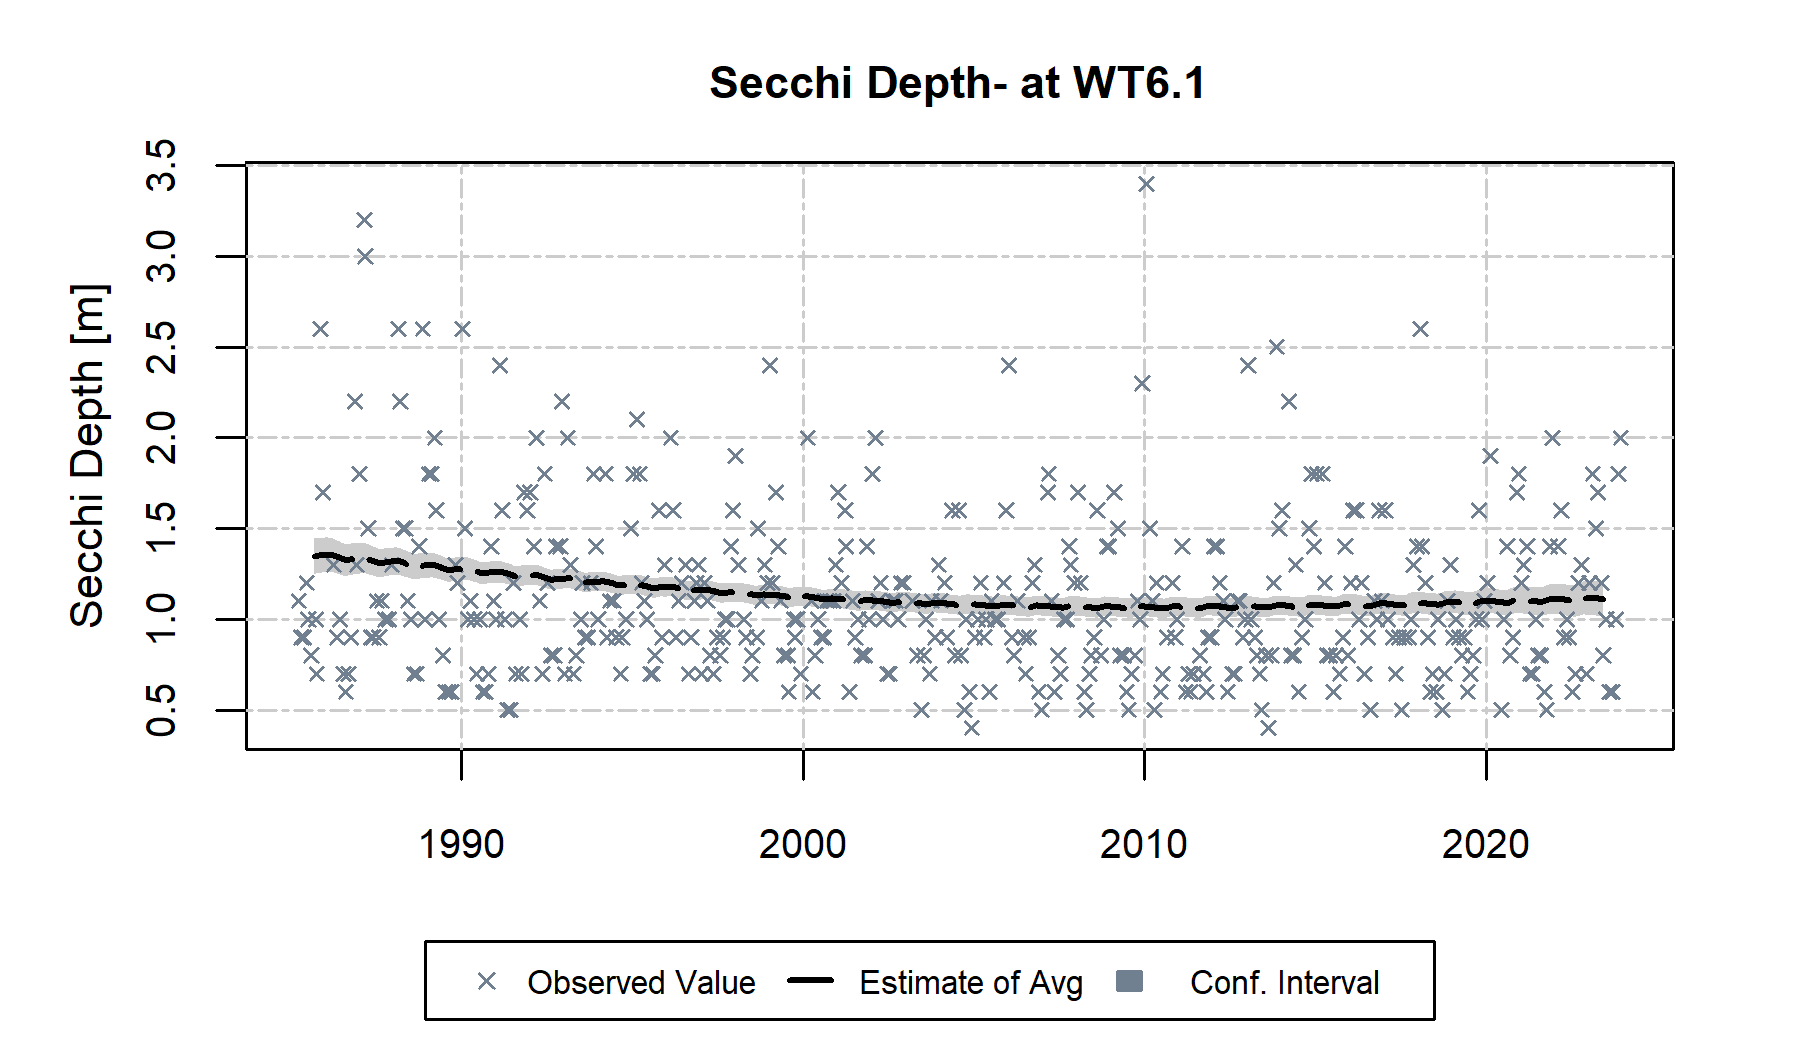 Secchi Depth- at WT6.1
Secchi Depth [m]
3.5
3.0
2.5
2.0
1.5
1.0
0.5
1990 2000 2010 2020
Observed Value Estimate of Avg Conf. Interval